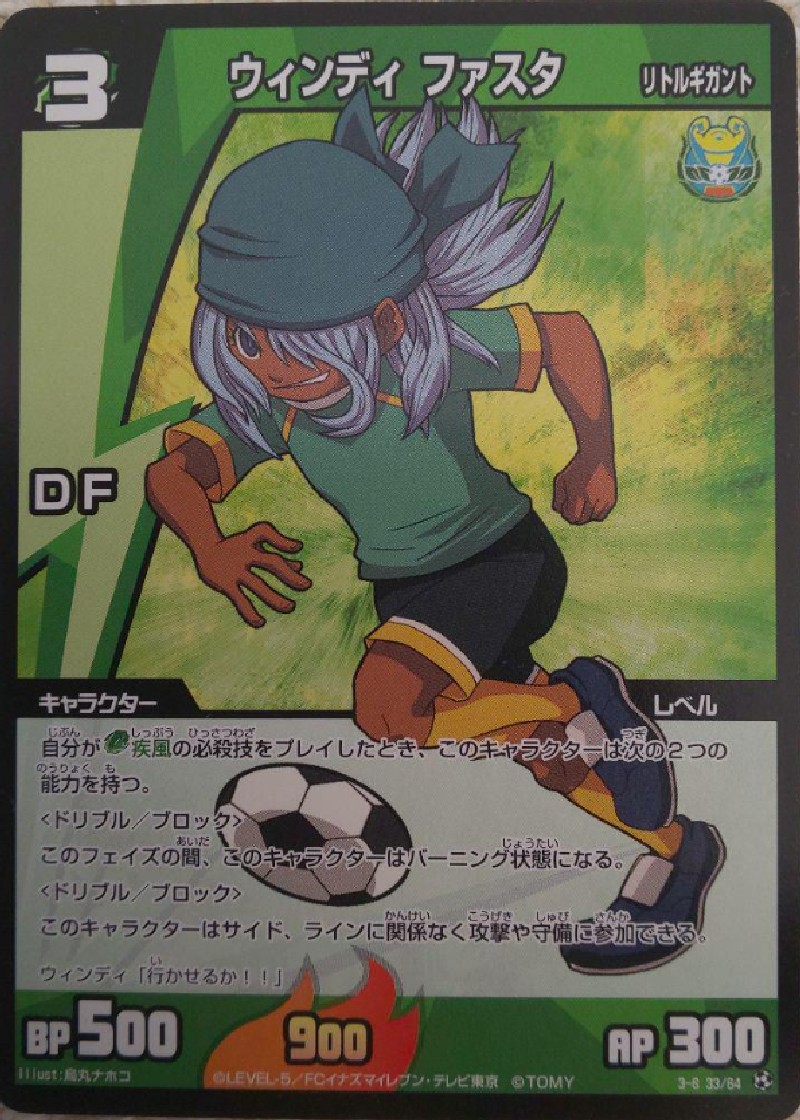 3
ウィンディ ファスタ
リトルギガント
DF
キャラクター
レベル
自分が疾風の必殺技をプレイしたとき、このキャラクターは次の2つの
能力を持つ。
<ドリブル／ブロック>
このフェイズの間、このキャラクターはバーニング状態になる。
<ドリブル／ブロック>
このキャラクターはサイド、ラインに関係なく攻撃や守備に参加できる。
ウィンディ「行かせるか！！」
BP 500
900
AP 300
Illust:烏丸ナホコ
©LEVEL-5／FCイナズマイレブン・テレビ東京 ©TOMY
3-6 33/64